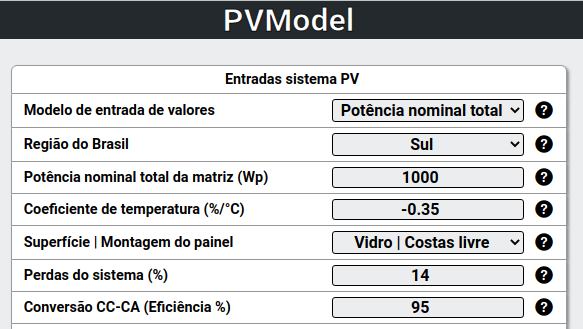 PVModel
Entradas sistema PV
Modelo de entrada de valores Potência nominal total ?
Região do Brasil Sul ?
Potência nominal total da matriz (Wp) 1000 ?
Coeficiente de temperatura (%/°C) -0.35 ?
Superfície | Montagem do painel Vidro | Costas livre ?
Perdas do sistema (%) 14 ?
Conversão CC-CA (Eficiência %) 95 ?